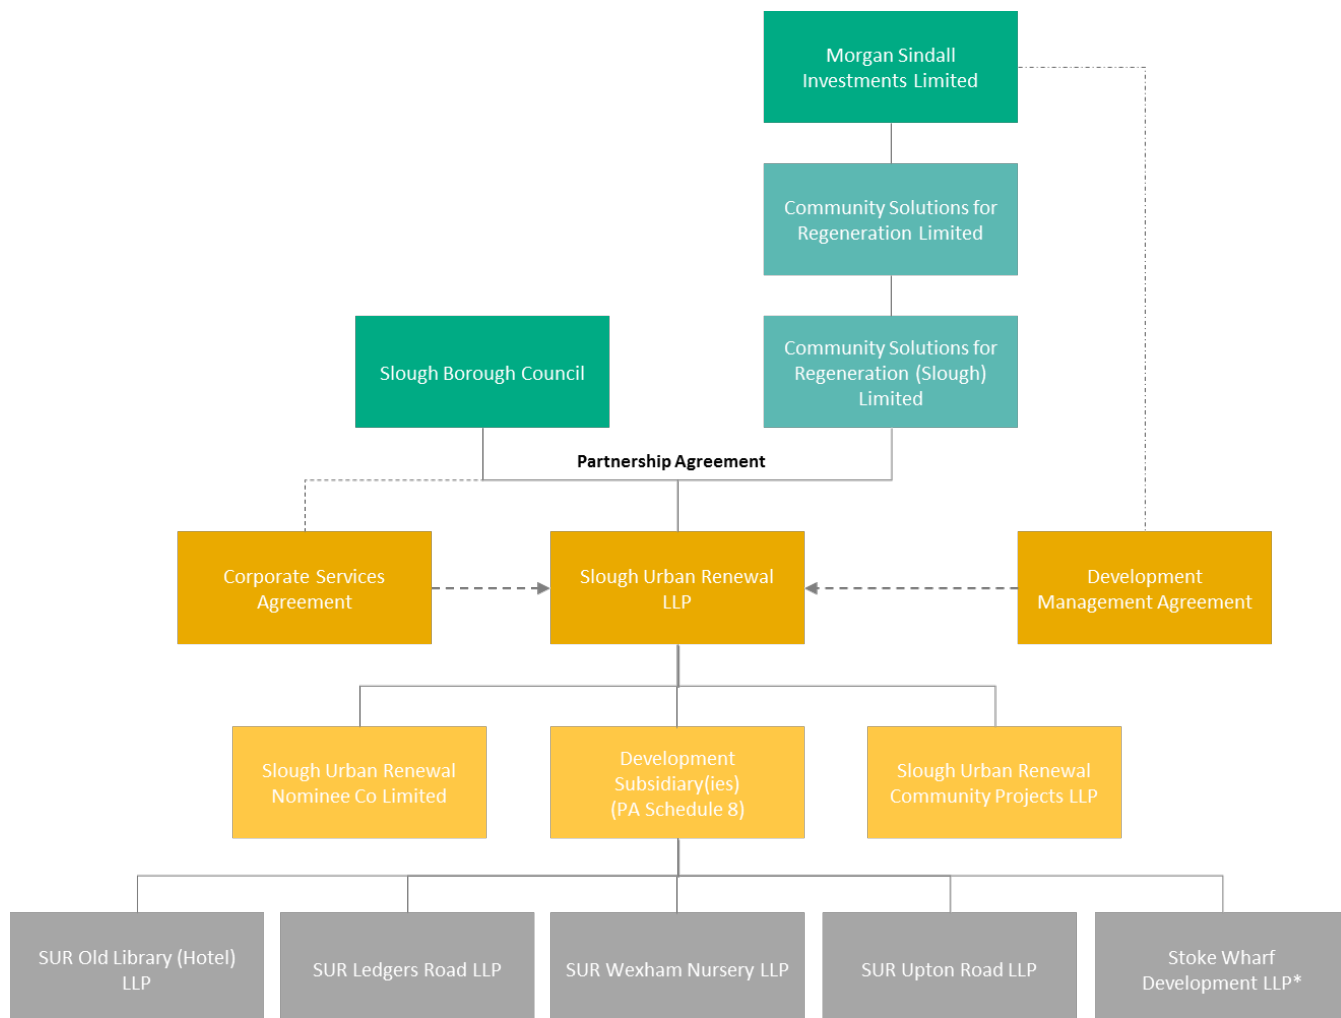 Morgan Sindall
Investments Limited
Community Solutions for
Regeneration Limited
Slough Borough Council
Community Solutions for
Regeneration (Slough)
Limited
Partnership Agreement
Corporate Services
Agreement
Slough Urban Renewal
LLP
Development
Management Agreement
Slough Urban Renewal
Nominee Co Limited
Development
Subsidiary(ies)
(PA Schedule 8)
Slough Urban Renewal
Community Projects LLP
SUR Old Library (Hotel)
LLP
SUR Ledgers Road LLP
SUR Wexham Nursery LLP
SUR Upton Road LLP
Stoke Wharf
Development LLP*